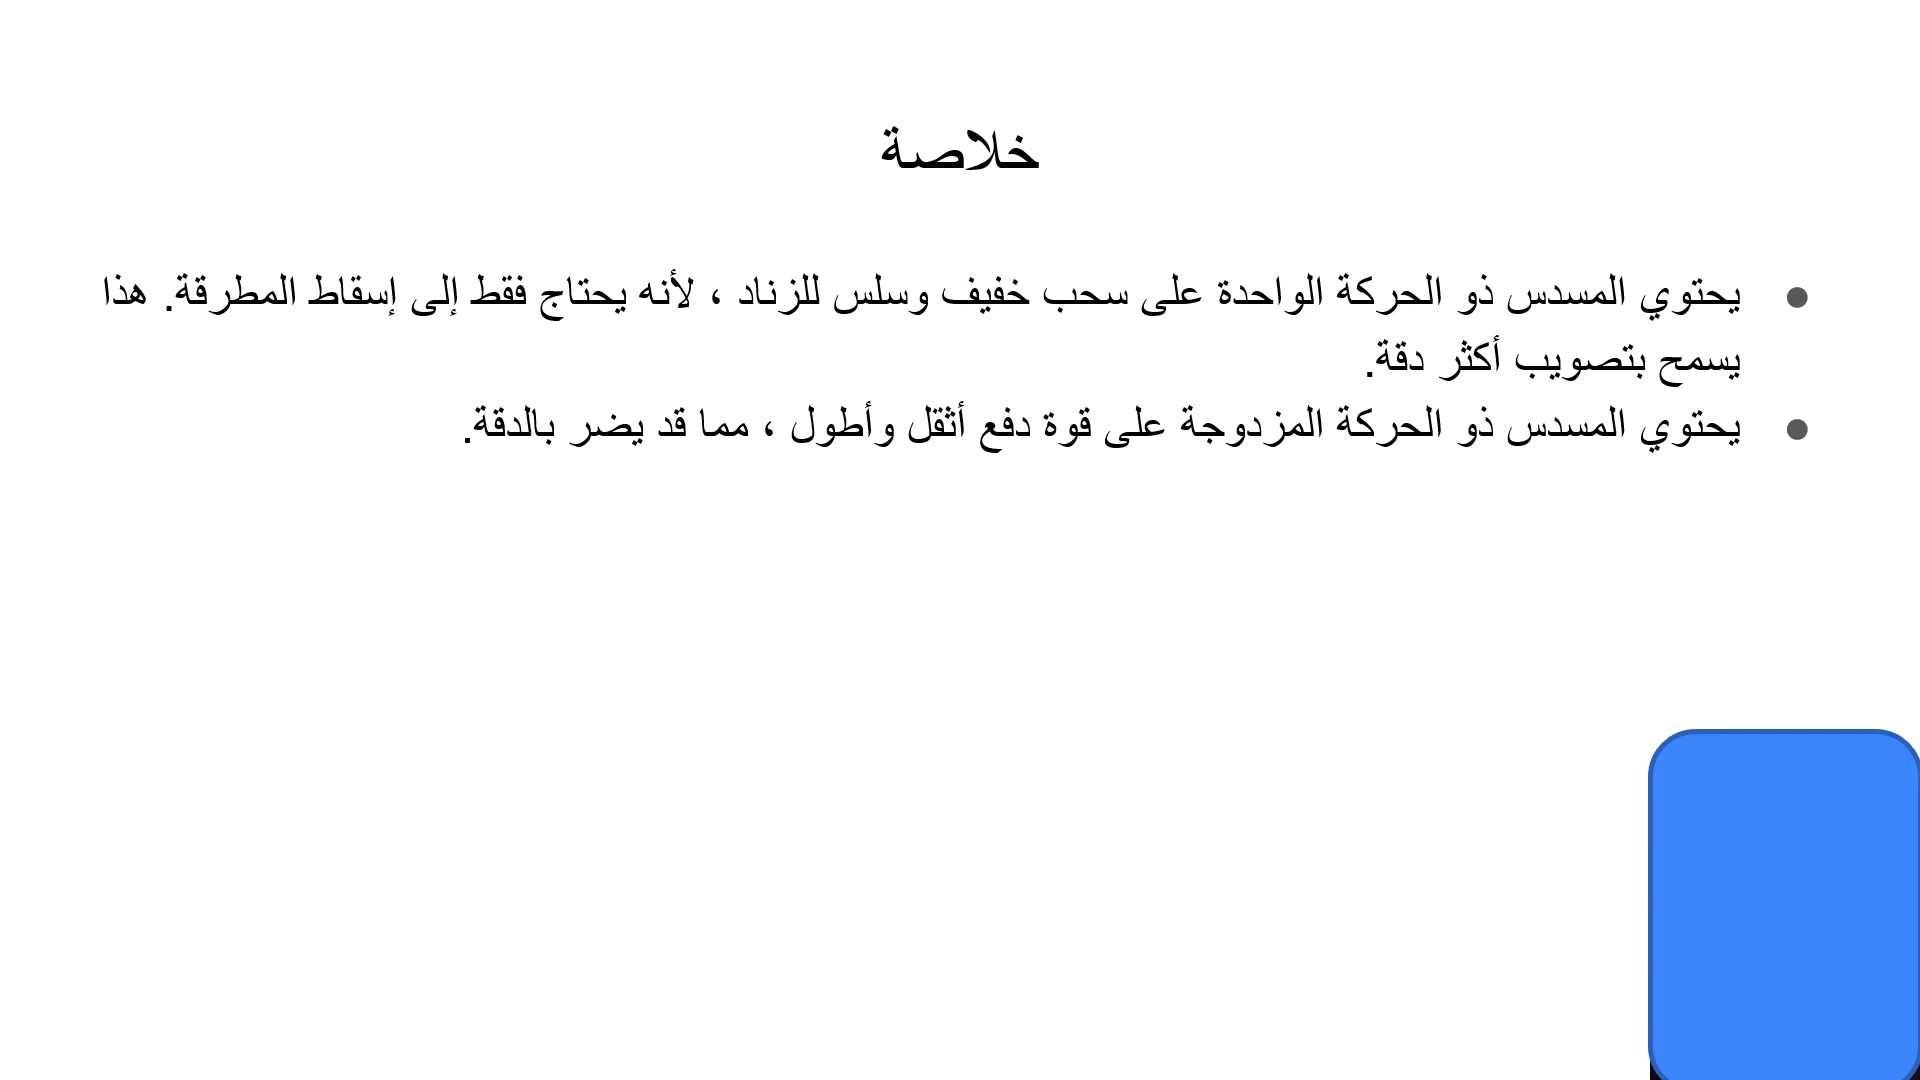 خلاصة
يحتوي المسدس ذو الحركة الواحدة على سحب خفيف وسلس للزناد ، لأنه يحتاج فقط إلى إسقاط المطرقة. هذا
يسمح بتصويب أكثر دقة.
يحتوي المسدس ذو الحركة المزدوجة على قوة دفع أثقل وأطول ، مما قد يضر بالدقة.